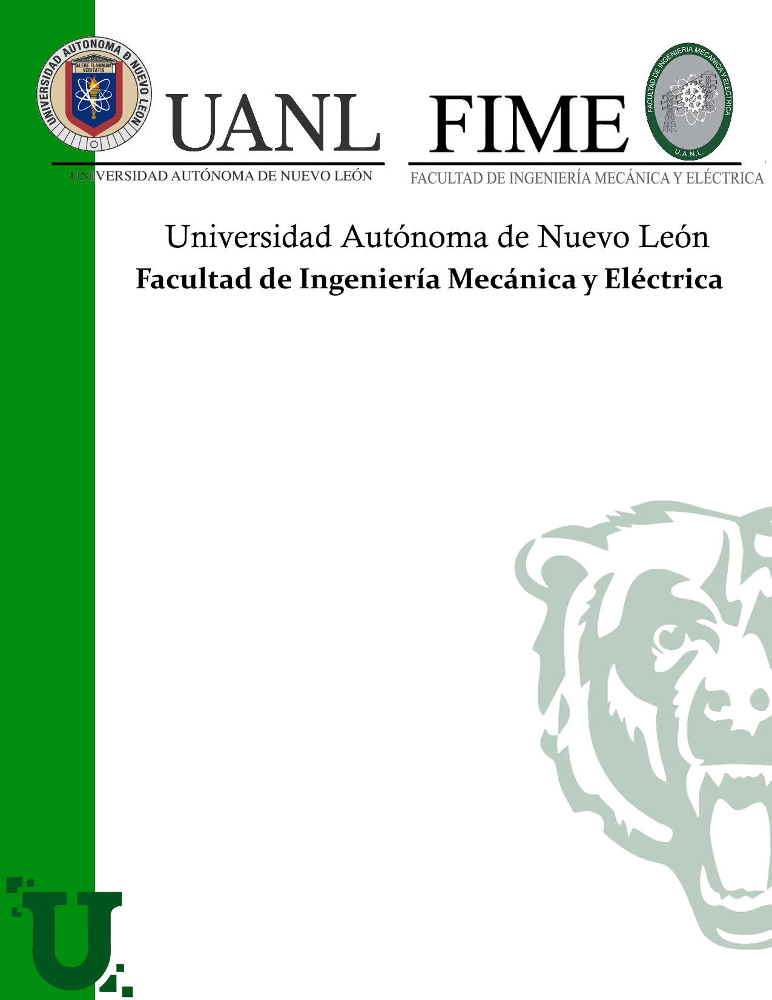 UNIVERSIDAD AUTONOMA Đ NUEVO LEON
ALERE FLAMMAM
VERITATIS
UANL
UNIVERSIDAD AUTÓNOMA DE NUEVO LEÓN
FIME
FACULTAD DE INGENIERIA MECANICA Y ELECTRICA
U.A.N.L.
FACULTAD DE INGENIERÍA MECÁNICA Y ELÉCTRICA
Universidad Autónoma de Nuevo León
Facultad de Ingeniería Mecánica y Eléctrica
U